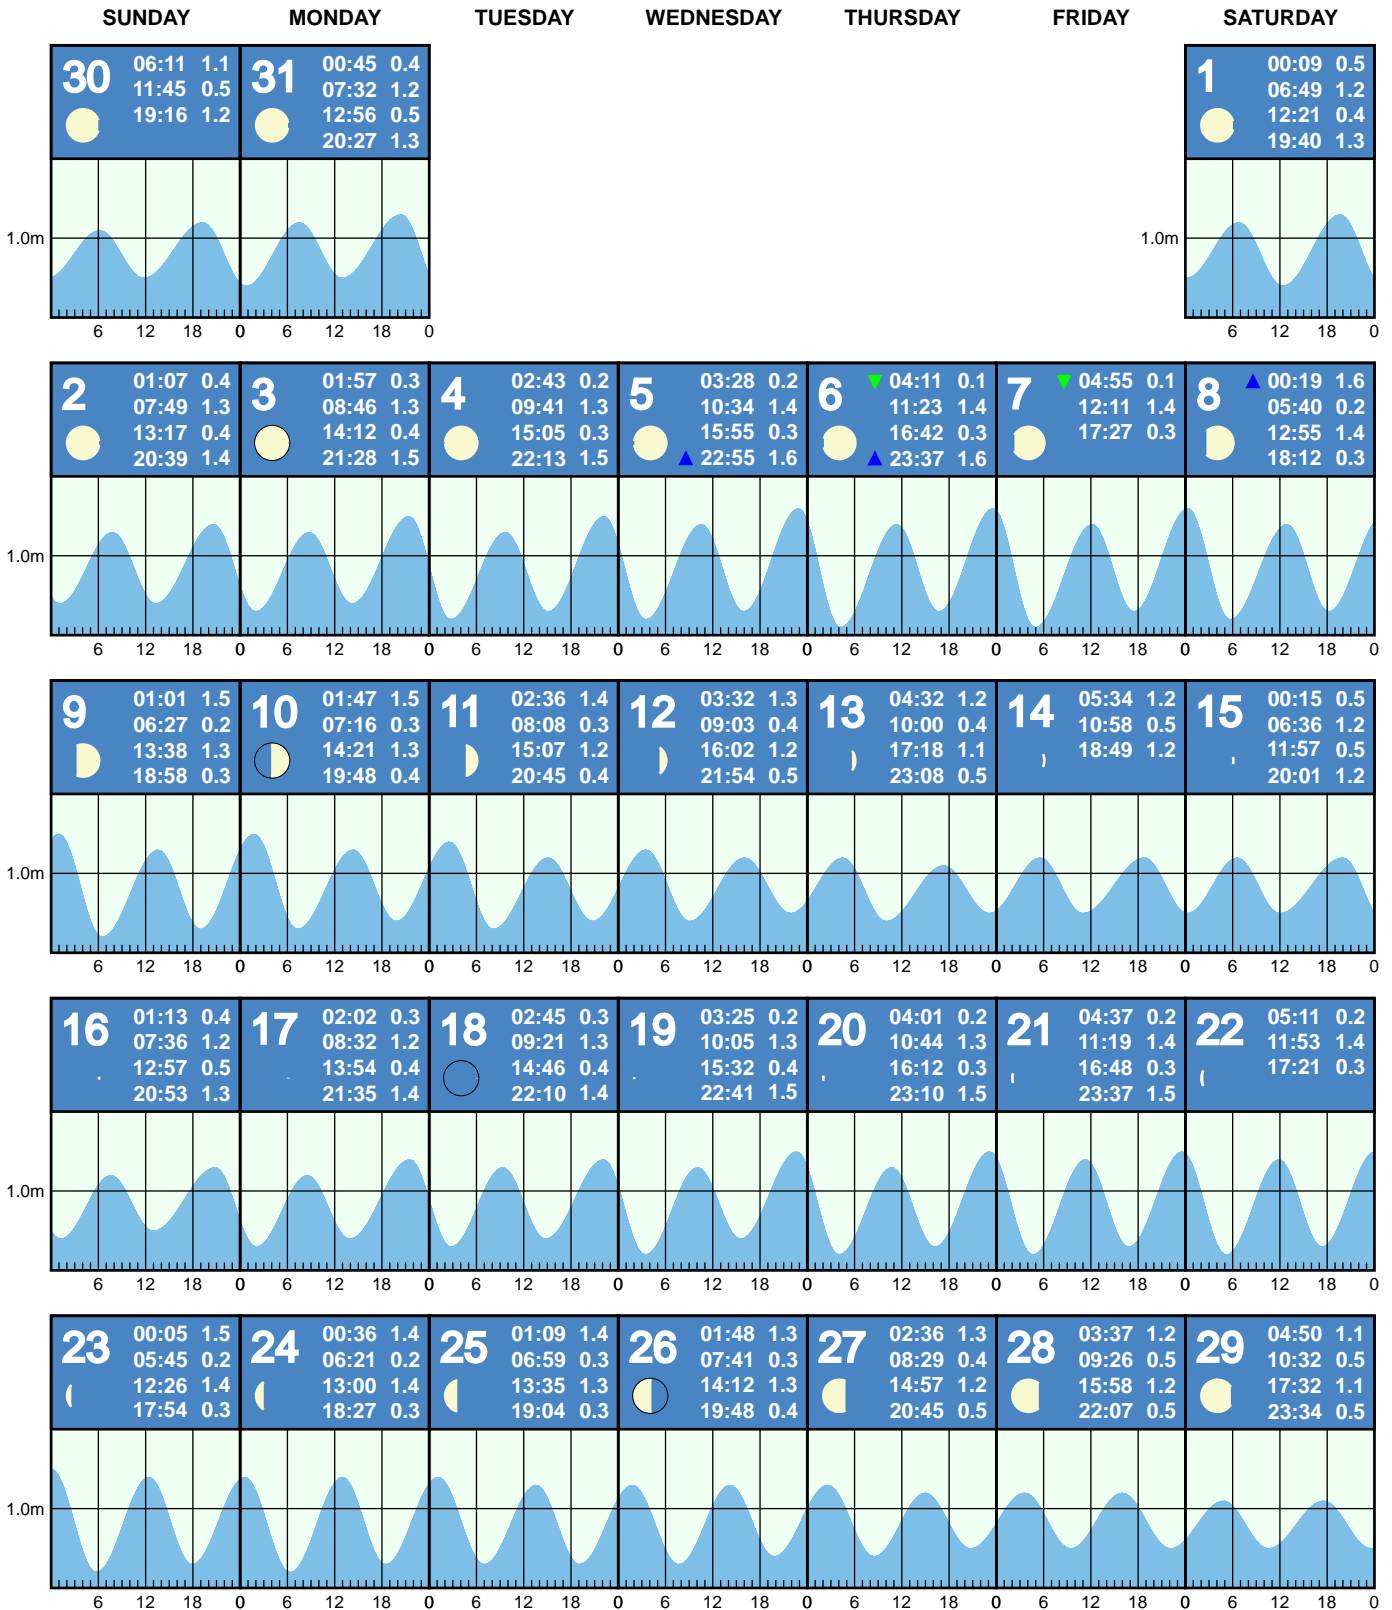 SUNDAY MONDAY TUESDAY WEDNESDAY THURSDAY FRIDAY SATURDAY
30 06:11 1.1
11:45 0.5
19:16 1.2
31 00:45 0.4
07:32 1.2
12:56 0.5
20:27 1.3
1 00:09 0.5
06:49 1.2
12:21 0.4
19:40 1.3
1.0m 1.0m
6 12 18 0 6 12 18 0 6 12 18 0
2 01:07 0.4
07:49 1.3
13:17 0.4
20:39 1.4
3 01:57 0.3
08:46 1.3
14:12 0.4
21:28 1.5
4 02:43 0.2
09:41 1.3
15:05 0.3
22:13 1.5
5 03:28 0.2
10:34 1.4
15:55 0.3
22:55 1.6
6 04:11 0.1
11:23 1.4
16:42 0.3
23:37 1.6
7 04:55 0.1
12:11 1.4
17:27 0.3
8 00:19 1.6
05:40 0.2
12:55 1.4
18:12 0.3
1.0m
6 12 18 0 6 12 18 0 6 12 18 0 6 12 18 0 6 12 18 0 6 12 18 0 6 12 18 0
9 01:01 1.5
06:27 0.2
13:38 1.3
18:58 0.3
10 01:47 1.5
07:16 0.3
14:21 1.3
19:48 0.4
11 02:36 1.4
08:08 0.3
15:07 1.2
20:45 0.4
12 03:32 1.3
09:03 0.4
16:02 1.2
21:54 0.5
13 04:32 1.2
10:00 0.4
17:18 1.1
23:08 0.5
14 05:34 1.2
10:58 0.5
18:49 1.2
15 00:15 0.5
06:36 1.2
11:57 0.5
20:01 1.2
1.0m
6 12 18 0 6 12 18 0 6 12 18 0 6 12 18 0 6 12 18 0 6 12 18 0 6 12 18 0
16 01:13 0.4
07:36 1.2
12:57 0.5
20:53 1.3
17 02:02 0.3
08:32 1.2
13:54 0.4
21:35 1.4
18 02:45 0.3
09:21 1.3
14:46 0.4
22:10 1.4
19 03:25 0.2
10:05 1.3
15:32 0.4
22:41 1.5
20 04:01 0.2
10:44 1.3
16:12 0.3
23:10 1.5
21 04:37 0.2
11:19 1.4
16:48 0.3
23:37 1.5
22 05:11 0.2
11:53 1.4
17:21 0.3
1.0m
6 12 18 0 6 12 18 0 6 12 18 0 6 12 18 0 6 12 18 0 6 12 18 0 6 12 18 0
23 00:05 1.5
05:45 0.2
12:26 1.4
17:54 0.3
24 00:36 1.4
06:21 0.2
13:00 1.4
18:27 0.3
25 01:09 1.4
06:59 0.3
13:35 1.3
19:04 0.3
26 01:48 1.3
07:41 0.3
14:12 1.3
19:48 0.4
27 02:36 1.3
08:29 0.4
14:57 1.2
20:45 0.5
28 03:37 1.2
09:26 0.5
15:58 1.2
22:07 0.5
29 04:50 1.1
10:32 0.5
17:32 1.1
23:34 0.5
1.0m
6 12 18 0 6 12 18 0 6 12 18 0 6 12 18 0 6 12 18 0 6 12 18 0 6 12 18 0